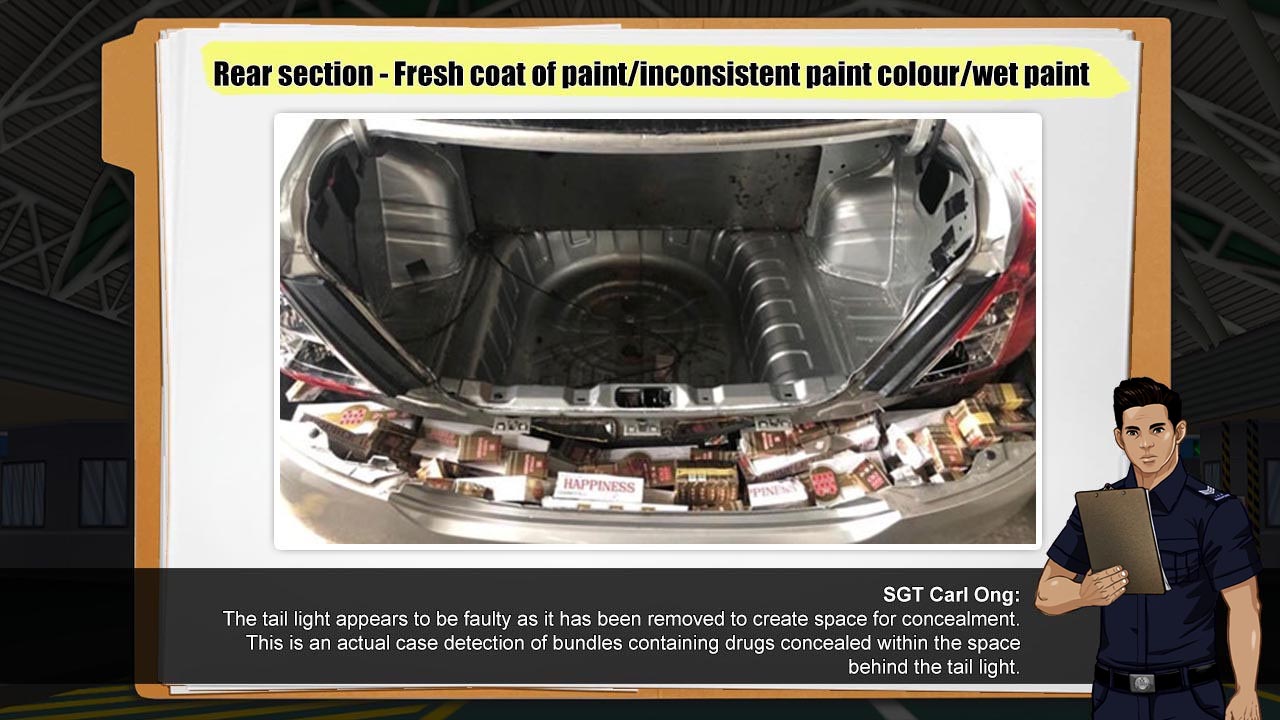 Rear section - Fresh coat of paint/inconsistent paint colour/wet paint
HAPPINESS
PINESS
SGT Carl Ong:
The tail light appears to be faulty as it has been removed to create space for concealment.
This is an actual case detection of bundles containing drugs concealed within the space
behind the tail light.